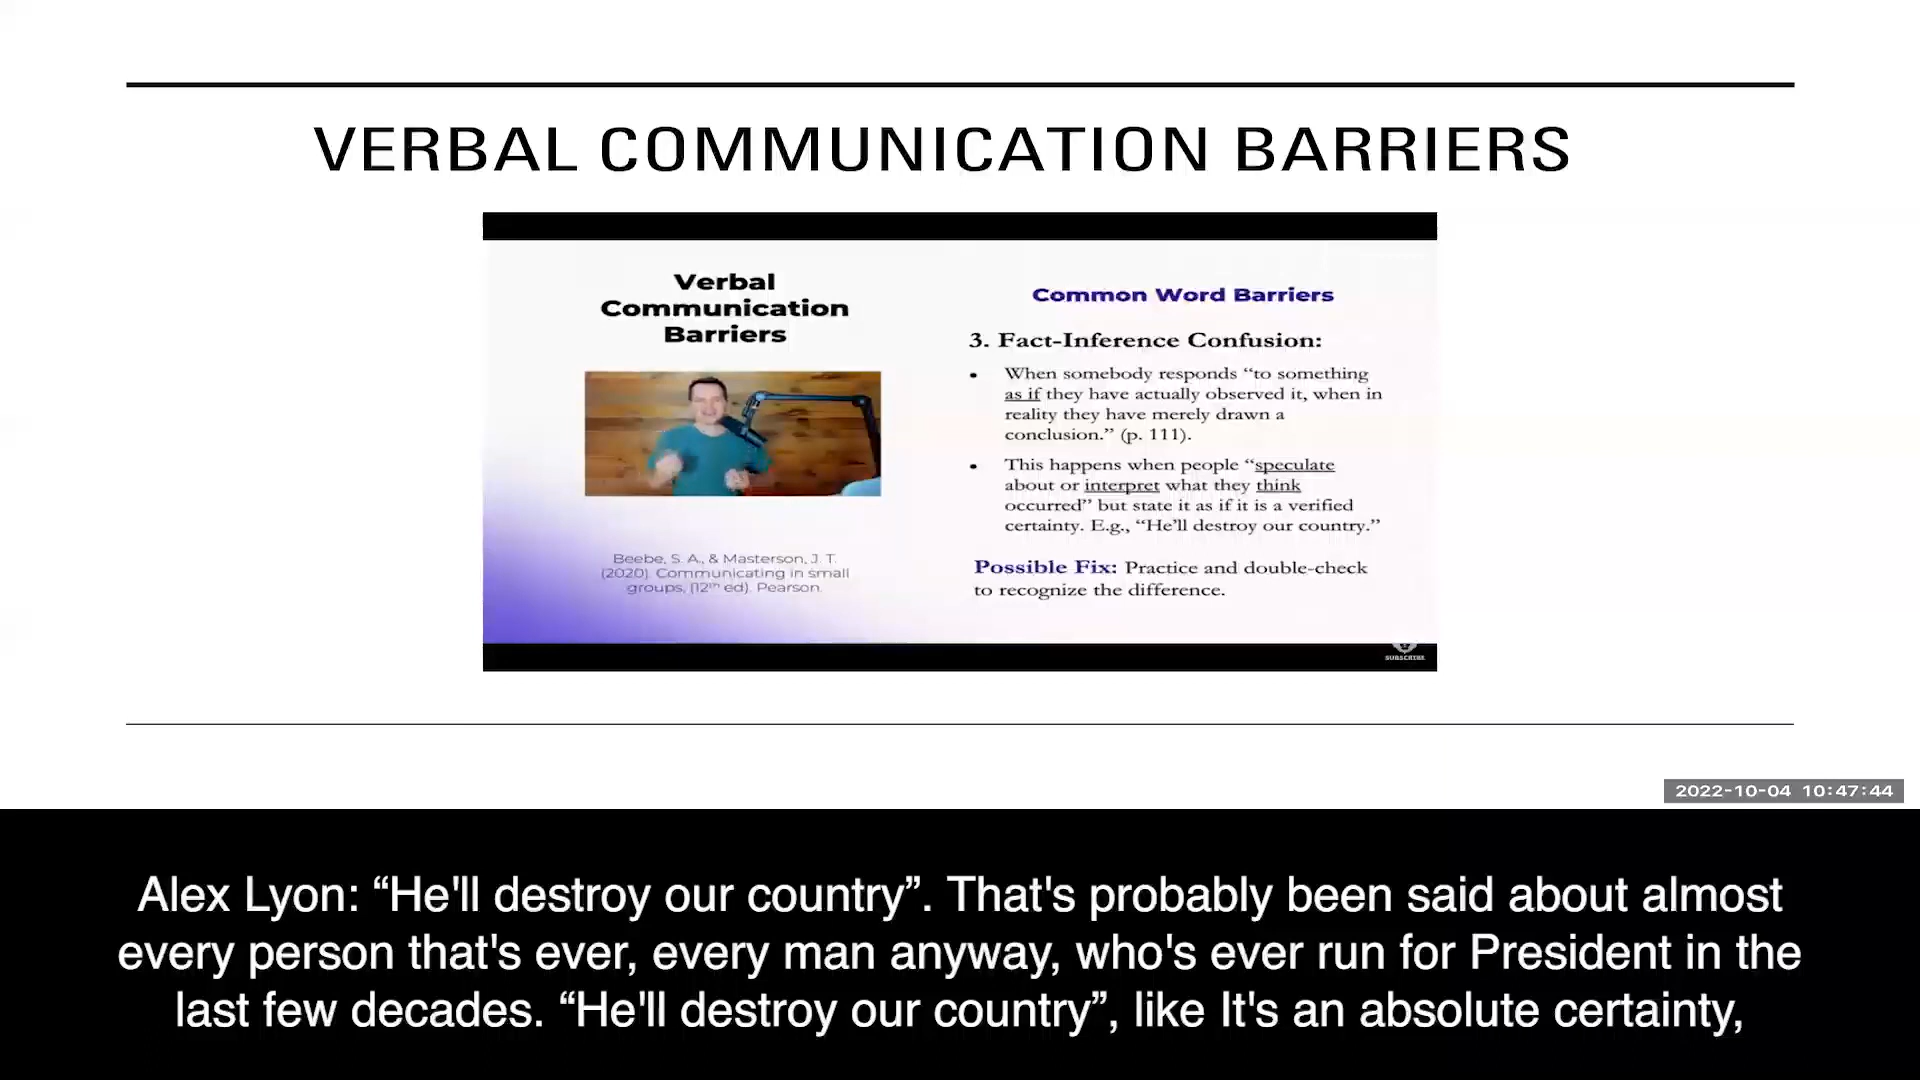 VERBAL COMMUNICATION BARRIERS
Verbal
Communication
Barriers
Beebe, S. A., & Masterson, J. T.
(2020). Communicating in small
groups, (12th ed). Pearson.
Common Word Barriers
3. Fact-Inference Confusion:
• When somebody responds “to something
as if they have actually observed it, when in
reality they have merely drawn a
conclusion.” (p. 111).
• This happens when people “speculate
about or interpret what they think
occurred” but state it as if it is a verified
certainty. E.g., “He’ll destroy our country.”
Possible Fix: Practice and double-check
to recognize the difference.
SUBSCRIBE
2022-10-04 10:47:44
Alex Lyon: “He'll destroy our country”. That's probably been said about almost
every person that's ever, every man anyway, who's ever run for President in the
last few decades. “He'll destroy our country”, like It's an absolute certainty,